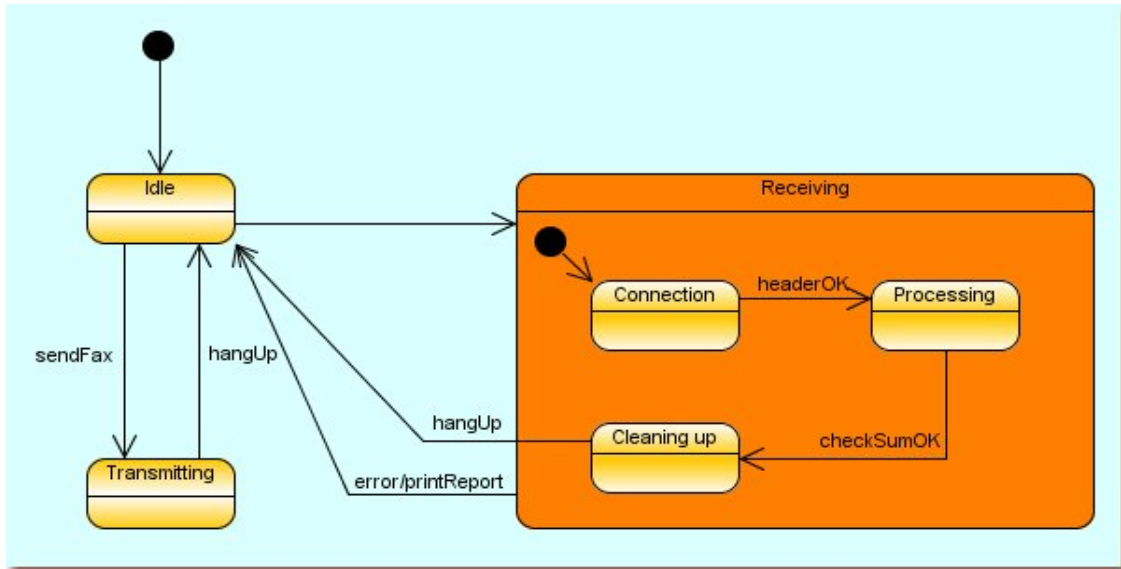 Idle
Receiving
Connection
headerOK
Processing
sendFax
hangUp
hangUp
Cleaning up
checkSumOK
Transmitting
error/printReport